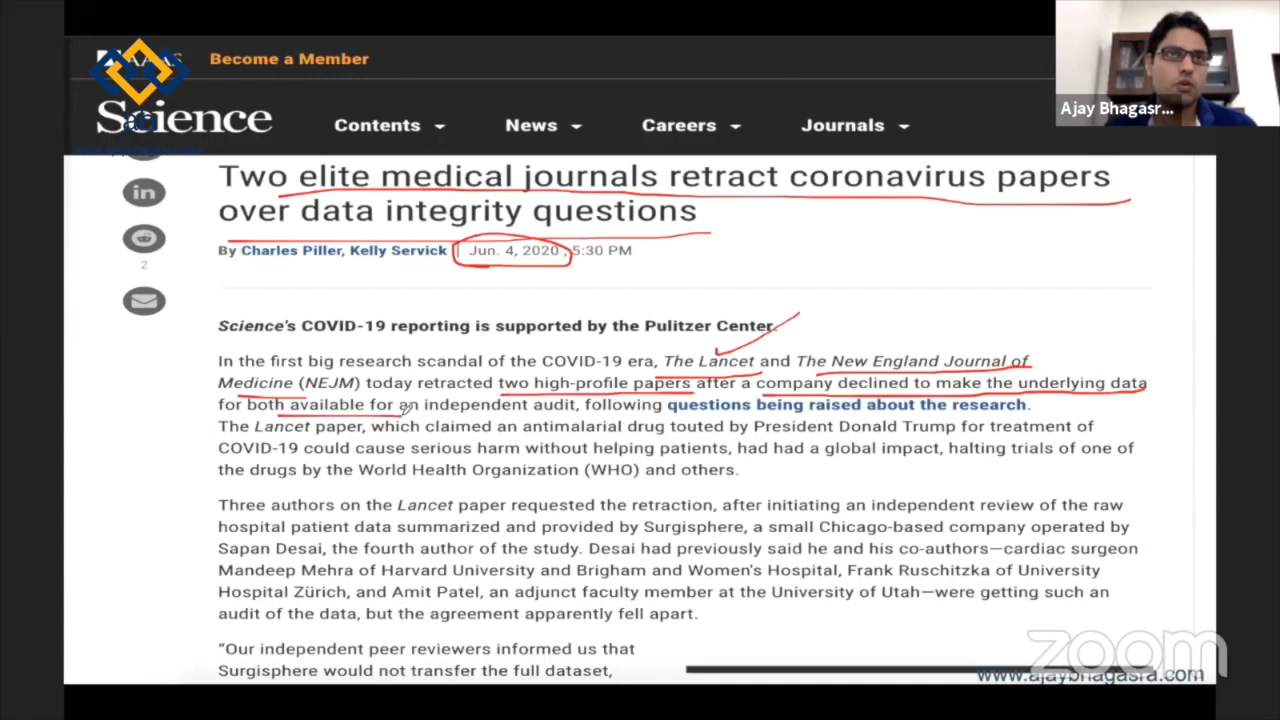 AAAS
Become a Member
Science
Contents
News
Careers
Journals
Ajay Bhagasr...
Two elite medical journals retract coronavirus papers
over data integrity questions
By Charles Piller, Kelly Servick | Jun. 4, 2020 , 5:30 PM
2
Science's COVID-19 reporting is supported by the Pulitzer Center.
In the first big research scandal of the COVID-19 era, The Lancet and The New England Journal of
Medicine (NEJM) today retracted two high-profile papers after a company declined to make the underlying data
for both available for an independent audit, following questions being raised about the research.
The Lancet paper, which claimed an antimalarial drug touted by President Donald Trump for treatment of
COVID-19 could cause serious harm without helping patients, had had a global impact, halting trials of one of
the drugs by the World Health Organization (WHO) and others.
Three authors on the Lancet paper requested the retraction, after initiating an independent review of the raw
hospital patient data summarized and provided by Surgisphere, a small Chicago-based company operated by
Sapan Desai, the fourth author of the study. Desai had previously said he and his co-authors—cardiac surgeon
Mandeep Mehra of Harvard University and Brigham and Women's Hospital, Frank Ruschitzka of University
Hospital Zürich, and Amit Patel, an adjunct faculty member at the University of Utah—were getting such an
audit of the data, but the agreement apparently fell apart.
“Our independent peer reviewers informed us that
Surgisphere would not transfer the full dataset,
zoom
www.ajaybhagasra.com